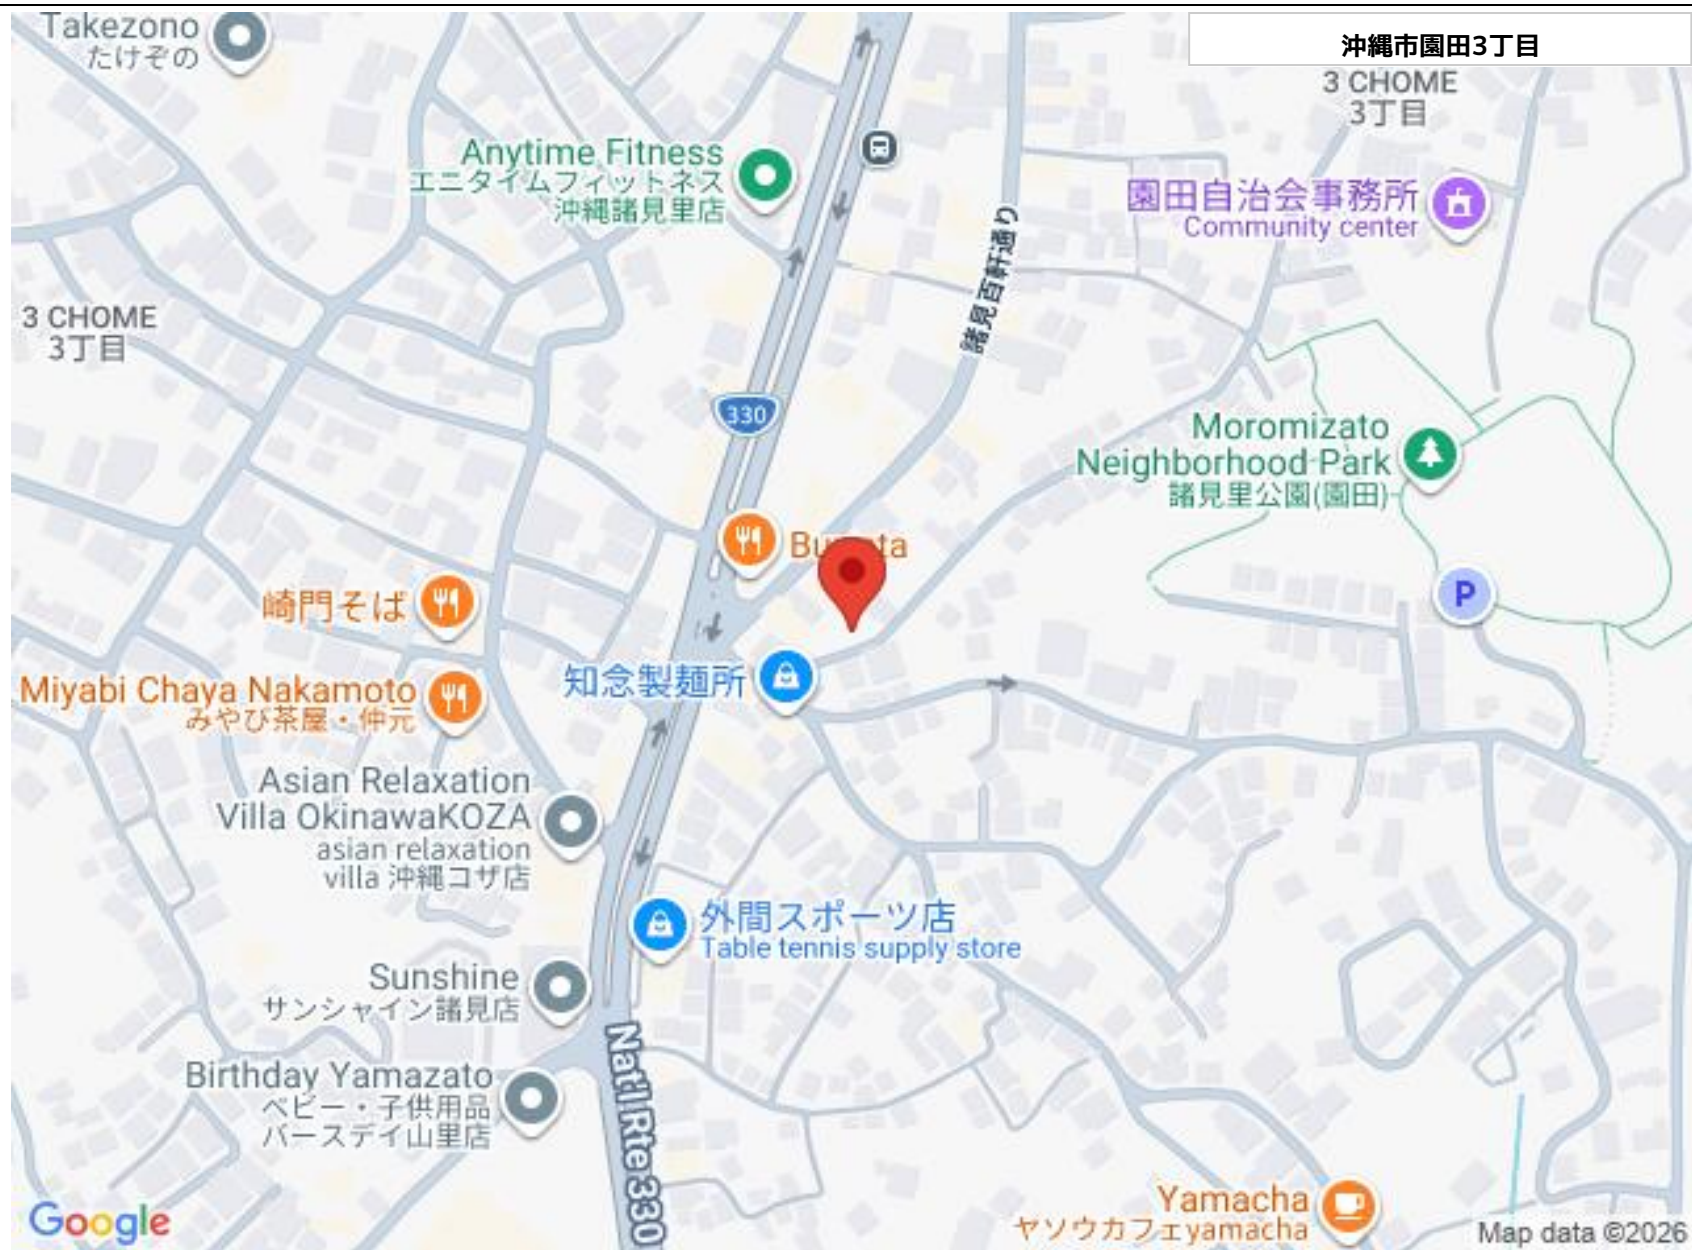 沖縄市園田3丁目
Takezono
たけぞの
3 CHOME
3丁目
Anytime Fitness
エニタイムフィットネス
沖縄諸見里店
園田自治会事務所
Community center
諸見百軒通り
3 CHOME
3丁目
330
Moromizato
Neighborhood Park
諸見里公園(園田)
崎門そば
P
知念製麺所
Miyabi Chaya Nakamoto
みやび茶屋・仲元
Asian Relaxation
Villa OkinawaKOZA
asian relaxation
villa 沖縄コザ店
外間スポーツ店
Table tennis supply store
Sunshine
サンシャイン諸見店
Birthday Yamazato
ベビー・子供用品
バースデイ山里店
Nat'l Rte 330
Yamacha
ヤソウカフェyamacha
Google
Map data ©2026